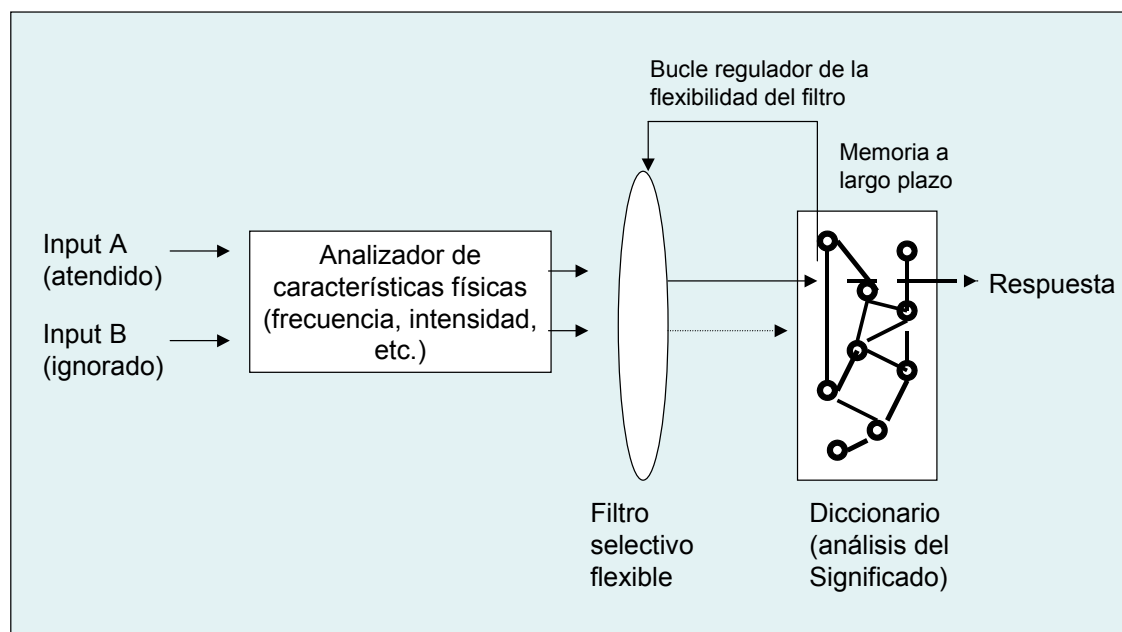 Bucle regulador de la
flexibilidad del filtro
Memoria a
largo plazo
Input A
(atendido)
Input B
(ignorado)
Analizador de
características físicas
(frecuencia, intensidad,
etc.)
Respuesta
Filtro
selectivo
flexible
Diccionario
(análisis del
Significado)